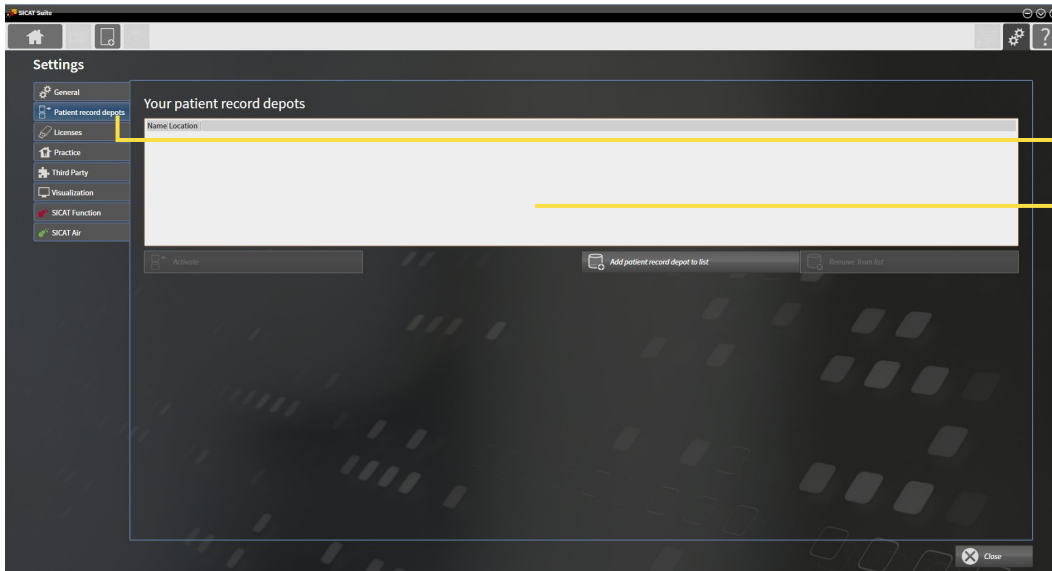 SICAT Suite
?
Settings
General
Patient record depots
Licenses
Practice
Third Party
Visualization
SICAT Function
SICAT Air
Your patient record depots
Name Location
Activate
Add patient record depot to list
Remove from list
Close